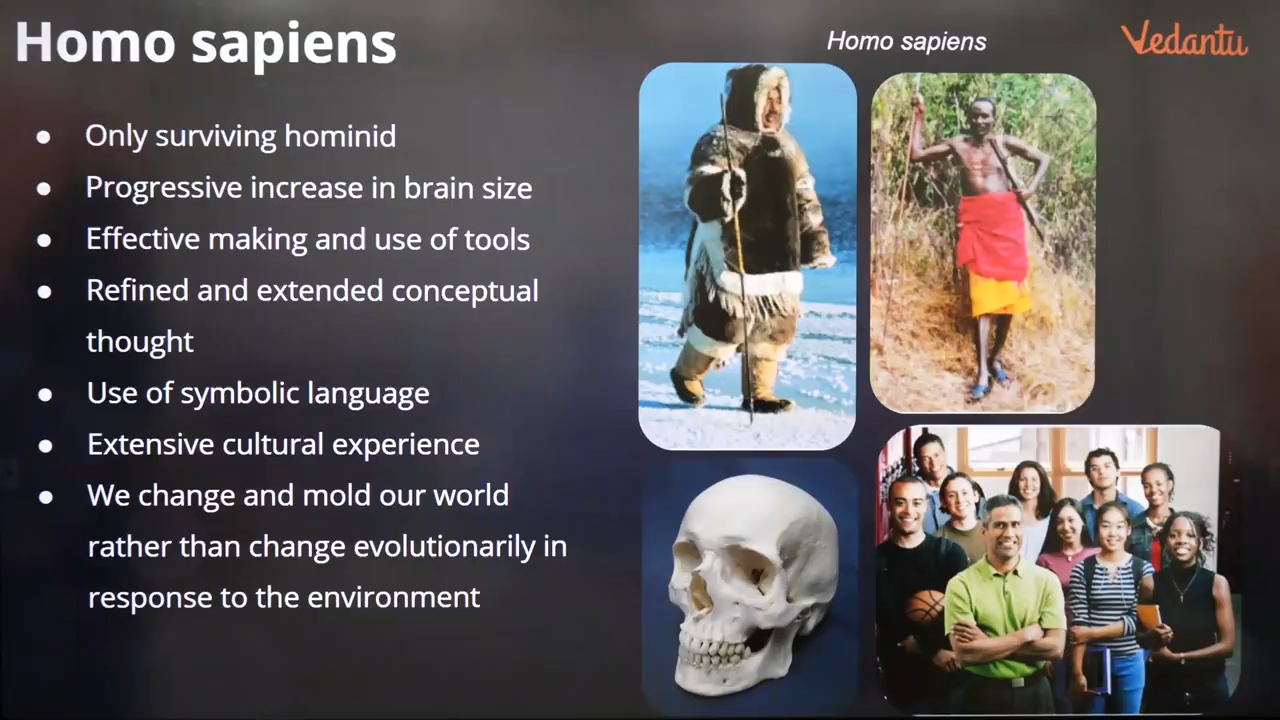 Homo sapiens
Homo sapiens
Vedantu
● Only surviving hominid
● Progressive increase in brain size
● Effective making and use of tools
● Refined and extended conceptual
thought
● Use of symbolic language
● Extensive cultural experience
● We change and mold our world
rather than change evolutionarily in
response to the environment